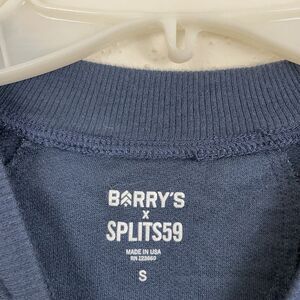 BARRY'S
X
SPLITS59
MADE IN USA
RN 123660
S